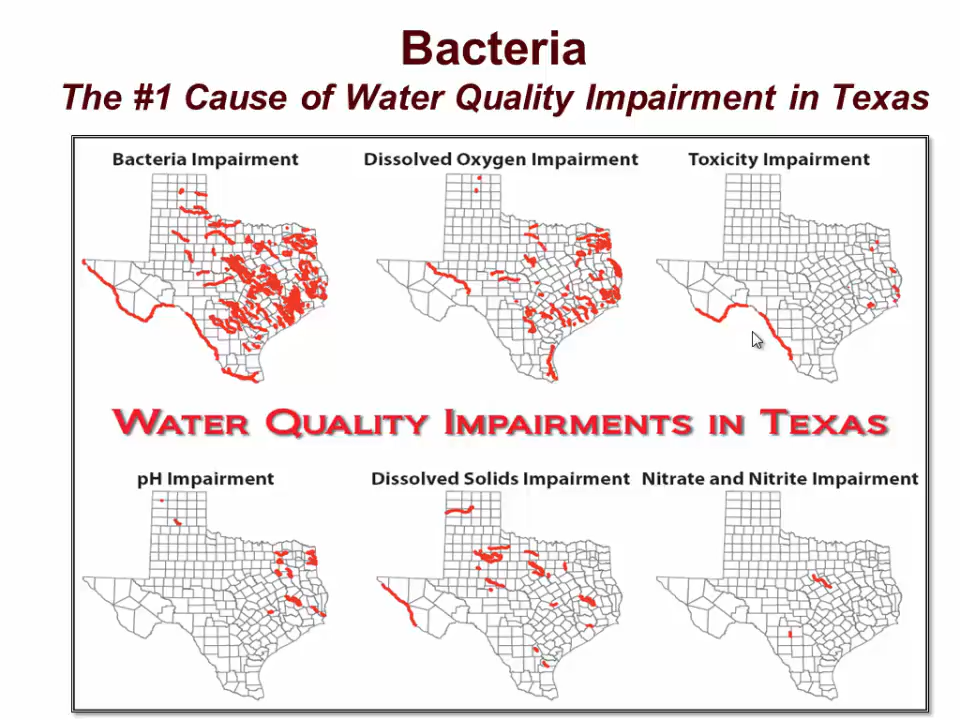 Bacteria
The #1 Cause of Water Quality Impairment in Texas
Bacteria Impairment
Dissolved Oxygen Impairment
Toxicity Impairment
Water Quality Impairments in Texas
pH Impairment
Dissolved Solids Impairment
Nitrate and Nitrite Impairment